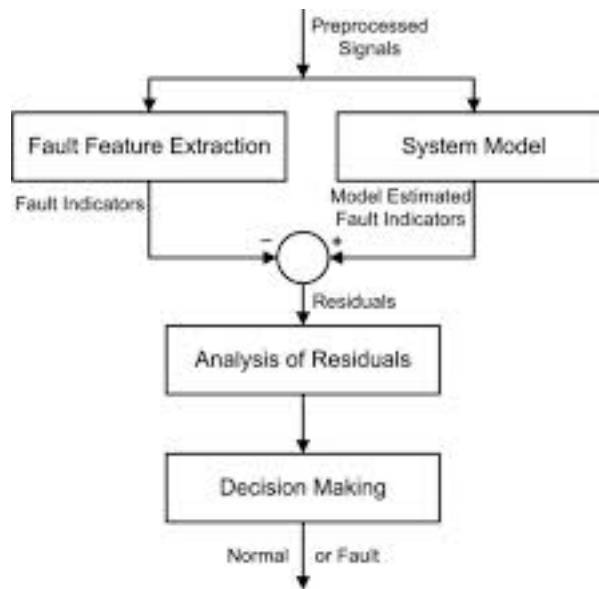 Preprocessed
Signals
Fault Feature Extraction
System Model
Fault Indicators
Model Estimated
Fault Indicators
− +
Residuals
Analysis of Residuals
Decision Making
Normal or Fault